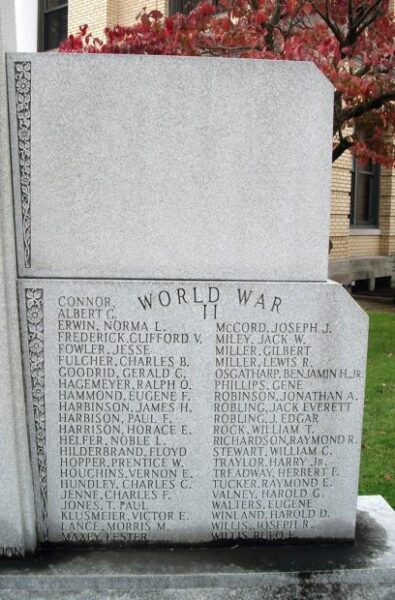 WORLD WAR
II
CONNOR,
ALBERT C.
ERWIN, NORMA L.
FREDERICK, CLIFFORD V.
FOWLER, JESSE
FULCHER, CHARLES B.
GOODRID, GERALD C.
HAGEMEYER, RALPH O.
HAMMOND, EUGENE F.
HARBINSON, JAMES H.
HARBISON, PAUL F.
HARRISON, HORACE E.
HELFER, NOBLE L.
HILDERBRAND, FLOYD
HOPPER, PRENTICE W.
HOUCHINS, VERNON E.
HUNDLEY, CHARLES C.
JENNE, CHARLES F.
JONES, T. PAUL
KLUSMEIER, VICTOR E.
LANCE, MORRIS M.
MAXEY, LESTER
MCCORD, JOSEPH J.
MILEY, JACK W.
MILLER, GILBERT
MILLER, LEWIS R.
OSGATHARP, BENJAMIN H, JR.
PHILLIPS, GENE
ROBINSON, JONATHAN A.
ROBLING, JACK EVERETT
ROBLING, J. EDGAR
ROCK, WILLIAM T.
RICHARDSON, RAYMOND R.
STEWART, WILLIAM C.
TRAYLOR, HARRY, Jr.
TREADWAY, HERBERT F.
TUCKER, RAYMOND E.
VALNEY, HAROLD G.
WALTERS, EUGENE
WINLAND, HAROLD D.
WILLIS, JOSEPH R.
WILLIS, RUFO